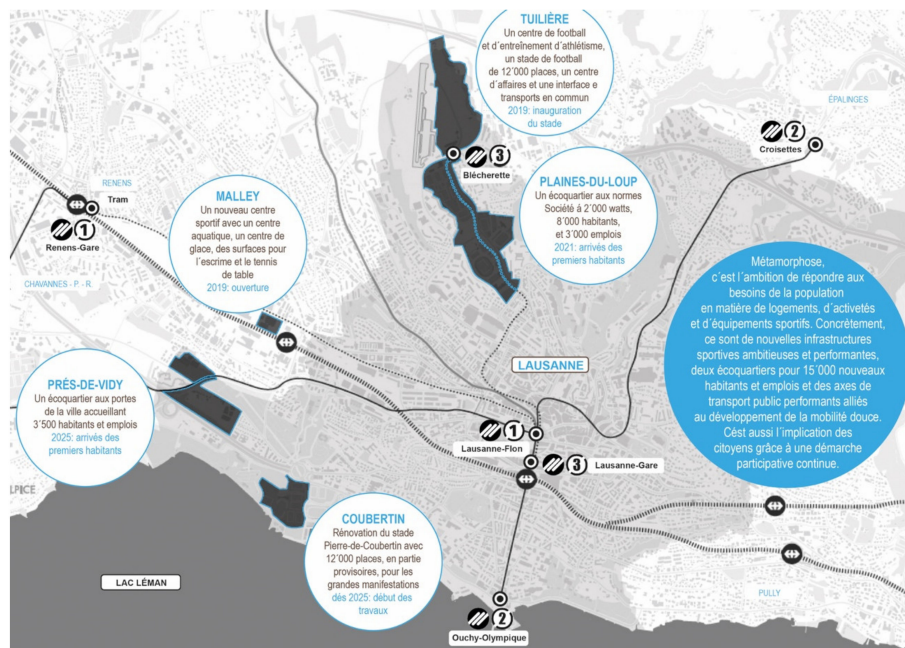 TUILIÈRE
Un centre de football
et d´entraînement d´athlétisme,
un stade de football
de 12´000 places, un centre
d´affaires et une interface e
transports en commun
2019: inauguration
du stade
ÉPALINGES
2
Croisettes
3
Blécherette
PLAINES-DU-LOUP
Un écoquartier aux normes
Société à 2´000 watts,
8´000 habitants,
et 3´000 emplois
2021: arrivés des
premiers habitants
RENENS
Tram
1
Renens-Gare
MALLEY
Un nouveau centre
sportif avec un centre
aquatique, un centre de
glace, des surfaces pour
l´escrime et le tennis
de table
2019: ouverture
CHAVANNES - P. - R.
Métamorphose,
c´est l´ambition de répondre aux
besoins de la population
en matière de logements, d´activetés
et d´équipements sportifs. Concrètement,
ce sont de nouvelles infrastructures
sportives ambitieuses et performantes,
deux écoquartiers pour 15´000 nouveaux
habitants et emplois et des axes de
transport public performants alliés
au développement de la mobilité douce.
Cést aussi l´implication des
citoyens grâce à une démarche
participative continue.
LAUSANNE
PRÉS-DE-VIDY
Un écoquartier aux portes
de la ville accueillant
3´500 habitants et emplois
2025: arrivés des
premiers habitants
1
Lausanne-Flon
3
Lausanne-Gare
LPICE
COUBERTIN
Rénovation du stade
Pierre-de-Coubertin avec
12´000 places, en partie
provisoires, pour les
grandes manifestations
dès 2025: début des
travaux
LAC LÉMAN
PULLY
2
Ouchy-Olympique